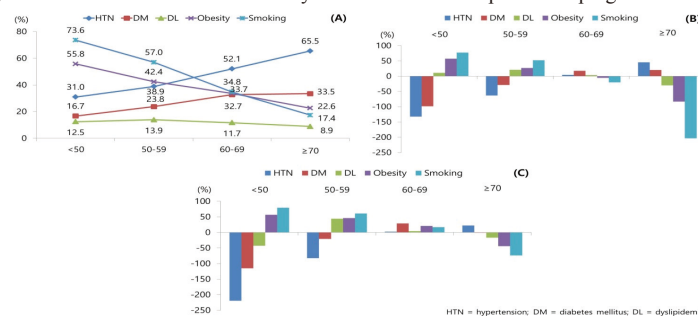 (%) HTN DM DL Obesity Smoking (A)
80
60
40
20
0
73.6 57.0 52.1 65.5
55.8 42.4 34.8
31.0 38.9 33.7 33.5
16.7 23.8 32.7 22.6
17.4
12.5 13.9 11.7 8.9
<50 50-59 60-69 ≥70
HTN DM DL Obesity Smoking (B)
(%) <50 50-59 60-69 ≥70
100
50
0
-50
-100
-150
-200
-250
HTN DM DL Obesity Smoking (C)
(%) <50 50-59 60-69 ≥70
100
50
0
-50
-100
-150
-200
-250
HTN = hypertension; DM = diabetes mellitus; DL = dyslipidem